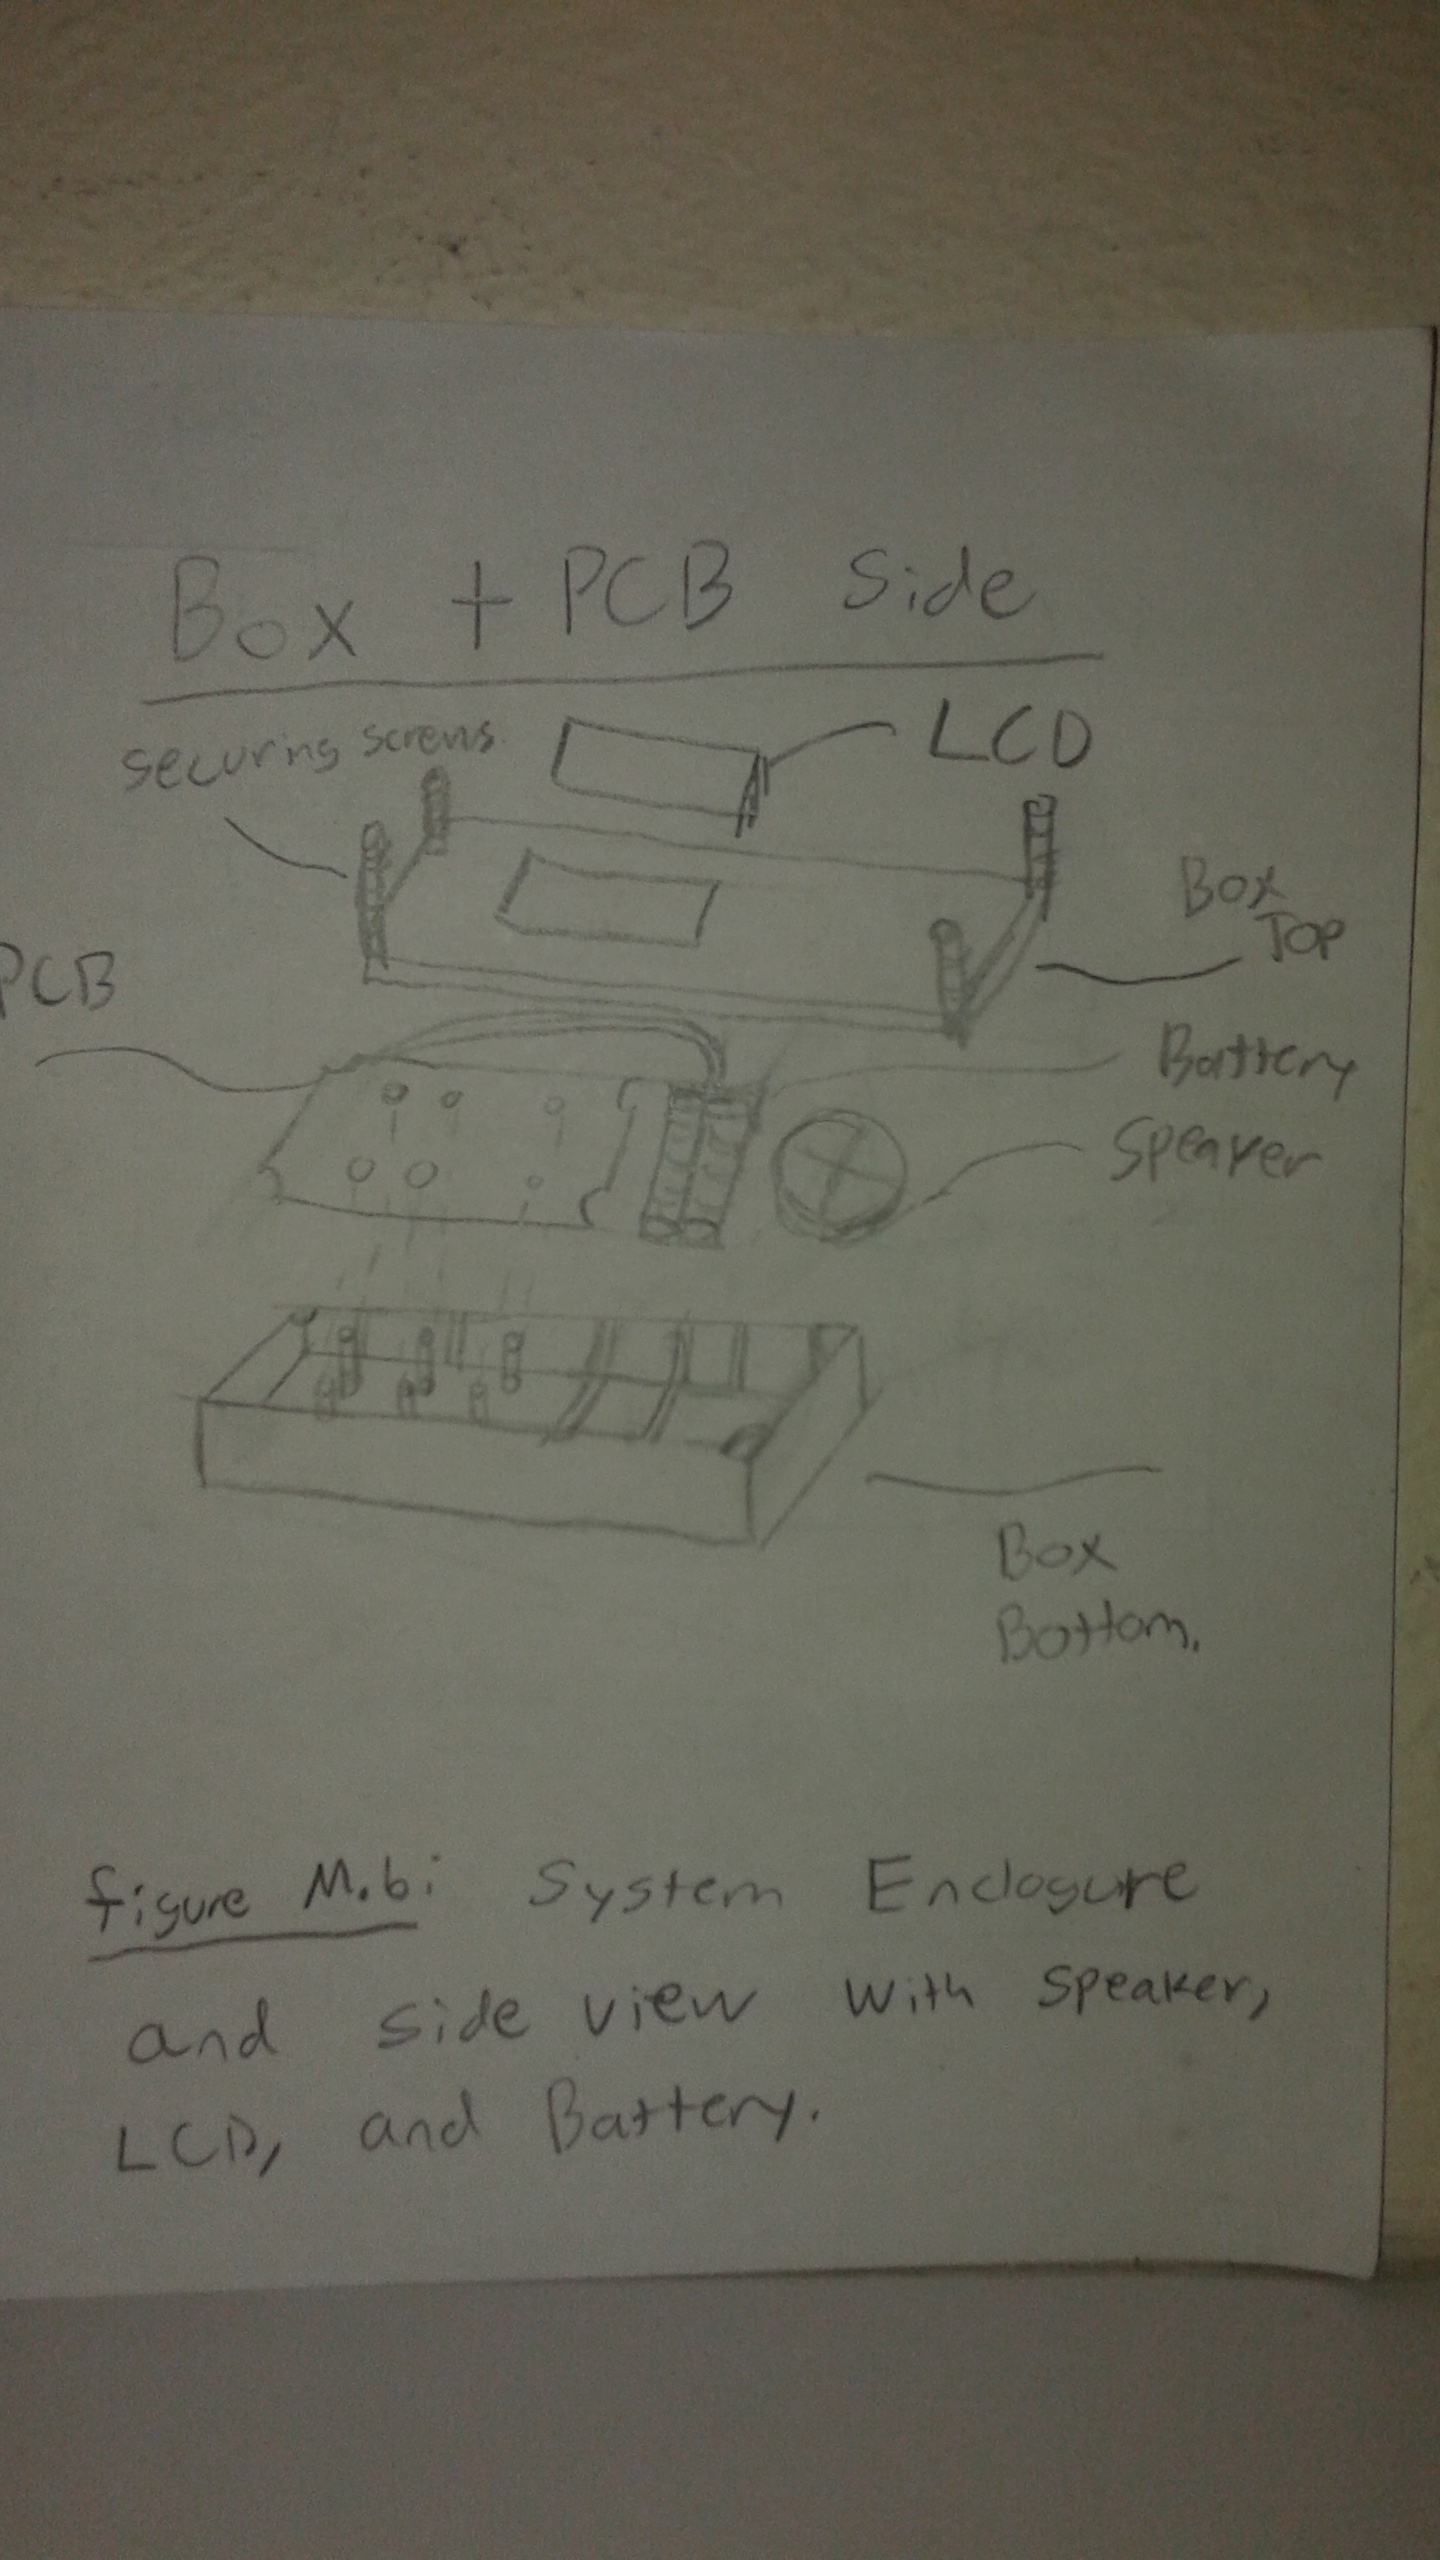 Box + PCB Side
securing screws.
LCD
Box
Top
PCB
Battery
Speaker
Box
Bottom.
figure M.6: System Enclosure
and side view with speaker,
LCD, and Battery.